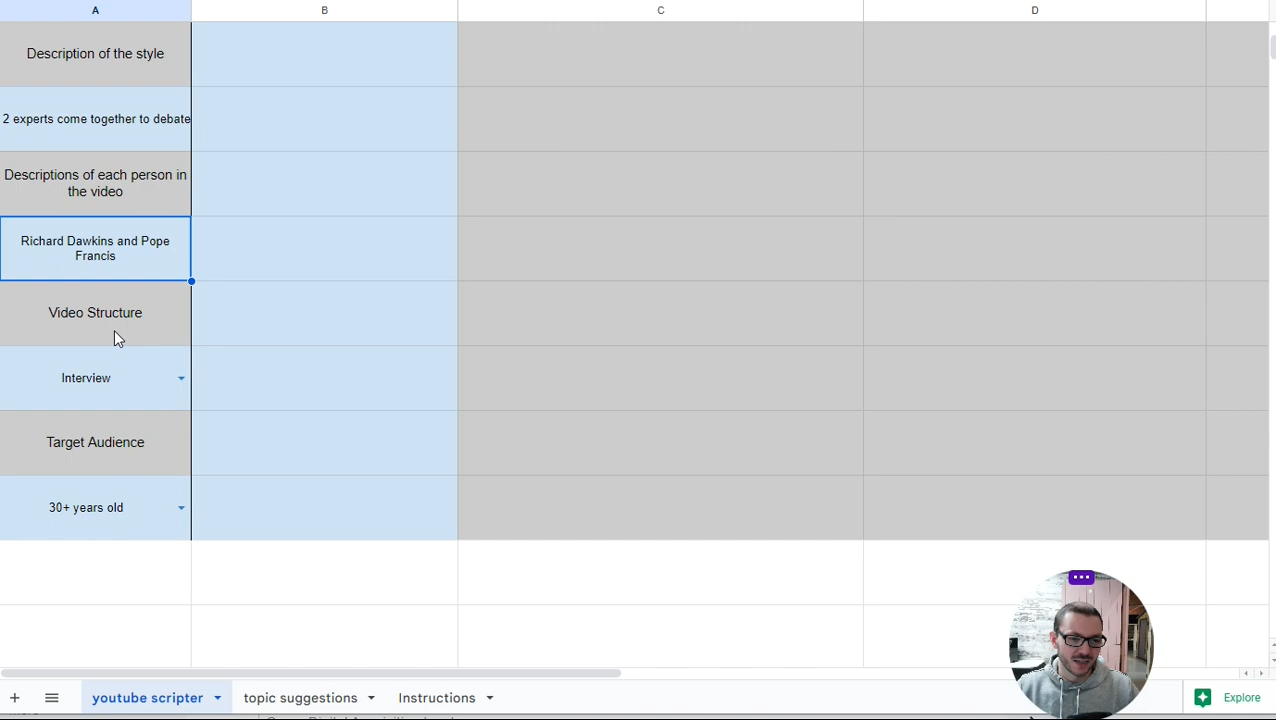 A B C D
Description of the style
2 experts come together to debate
Descriptions of each person in
the video
Richard Dawkins and Pope
Francis
Video Structure
Interview
Target Audience
30+ years old
youtube scripter topic suggestions Instructions Explore